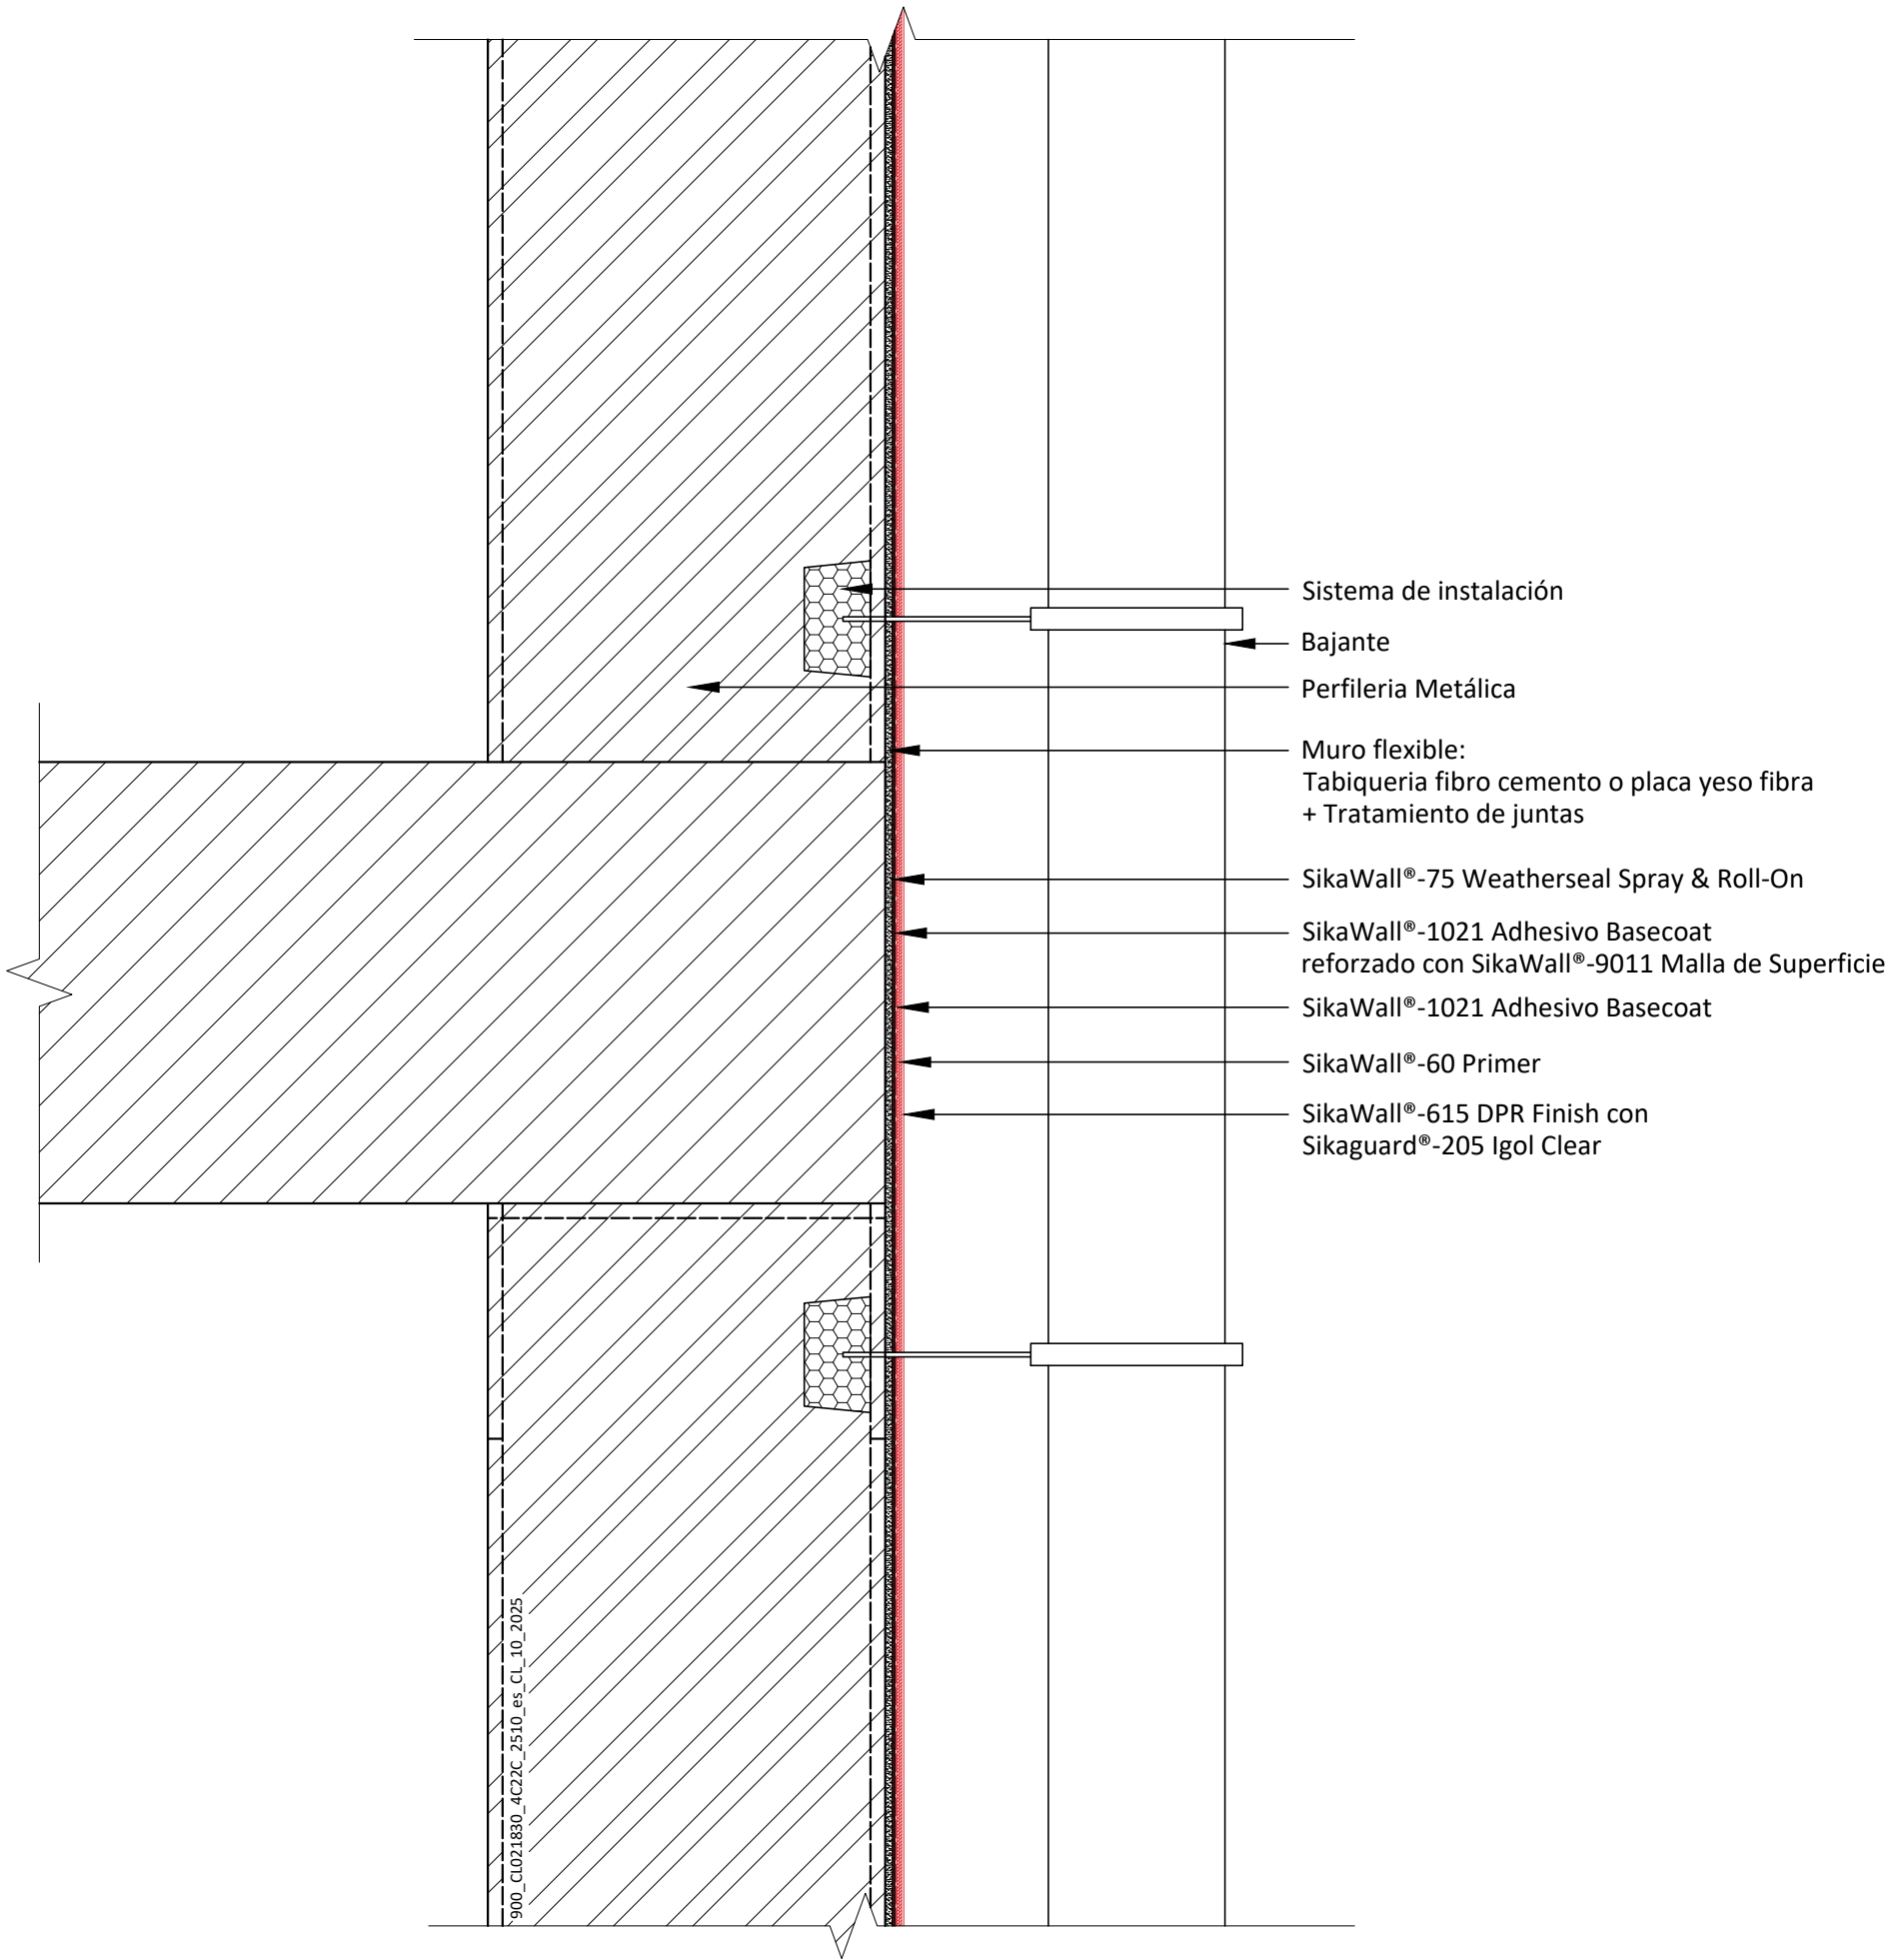 Sistema de instalación
Bajante
Perfileria Metálica
Muro flexible:
Tabiqueria fibro cemento o placa yeso fibra
+ Tratamiento de juntas
SikaWall®-75 Weatherseal Spray & Roll-On
SikaWall®-1021 Adhesivo Basecoat
reforzado con SikaWall®-9011 Malla de Superficie
SikaWall®-1021 Adhesivo Basecoat
SikaWall®-60 Primer
SikaWall®-615 DPR Finish con
Sikaguard®-205 Igol Clear
900_CL021830_4C22C_2510_es_CL_10_2025